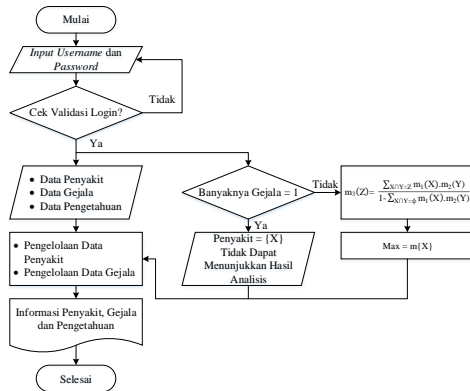 Mulai
Input Username dan
Password
Cek Validasi Login?
Tidak
Ya
• Data Penyakit
• Data Gejala
• Data Pengetahuan
Banyaknya Gejala = 1
Tidak
m₃(Z)= ∑X∩Y=Z m₁(X).m₂(Y)
1-∑X∩Y=ϕ m₁(X).m₂(Y)
Ya
• Pengelolaan Data
Penyakit
• Pengelolaan Data Gejala
Penyakit = {X}
Tidak Dapat
Menunjukkan Hasil
Analisis
Max = m{X}
Informasi Penyakit, Gejala
dan Pengetahuan
Selesai